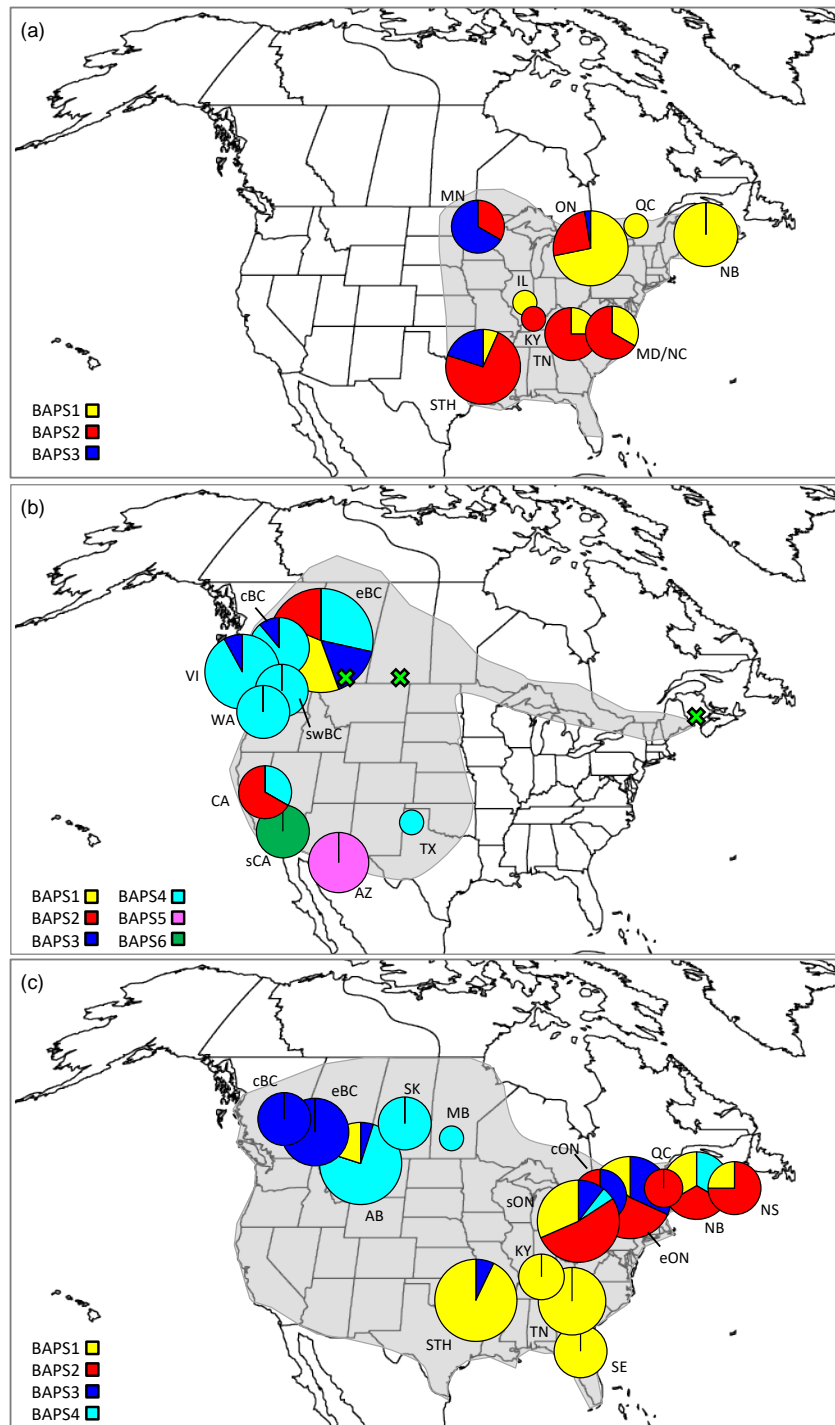 (a)
MN
ON
QC
NB
IL
KY
TN
MD/NC
STH
BAPS1
BAPS2
BAPS3
(b)
cBC
eBC
VI
WA
swBC
CA
sCA
AZ
TX
BAPS1 BAPS4
BAPS2 BAPS5
BAPS3 BAPS6
(c)
cBC
eBC
SK
MB
AB
cON
QC
sON
NS
NB
eON
KY
STH
TN
SE
BAPS1
BAPS2
BAPS3
BAPS4